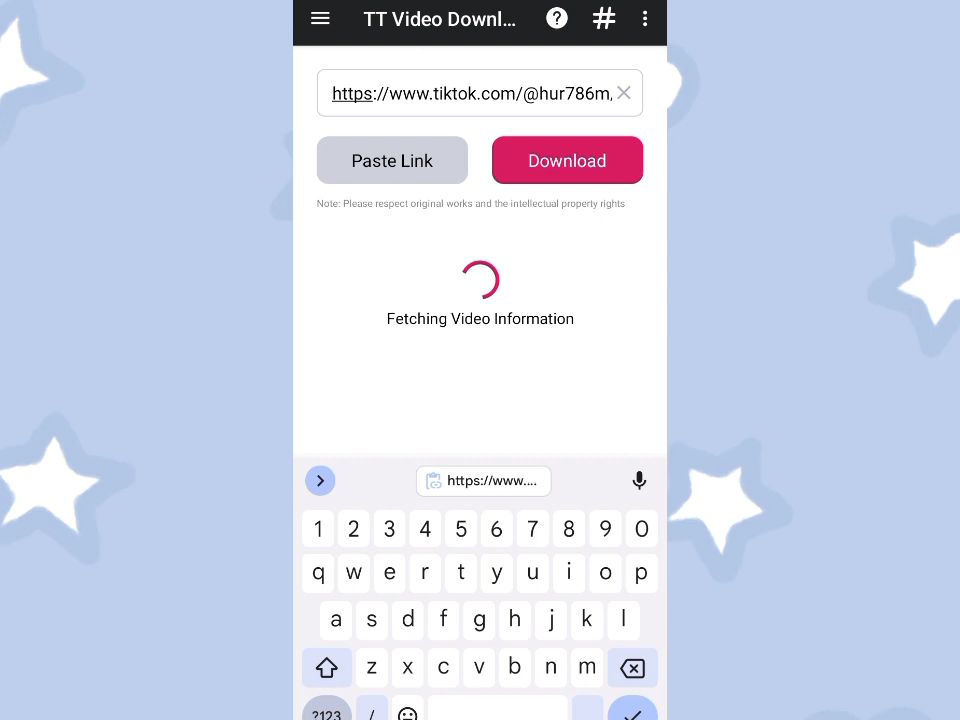 TT Video Downl...
https://www.tiktok.com/@hur786m,
Paste Link
Download
Note: Please respect original works and the intellectual property rights
Fetching Video Information
https://www....
1 2 3 4 5 6 7 8 9 0
q w e r t y u i o p
a s d f g h j k l
z x c v b n m
?123 /